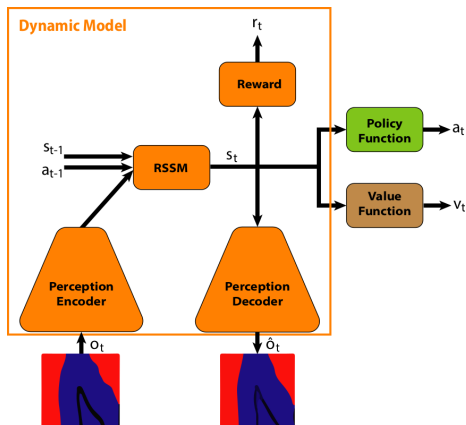 Dynamic Model
r_t
Reward
s_t-1
a_t-1
RSSM
s_t
Policy
Function
a_t
Value
Function
v_t
Perception
Encoder
Perception
Decoder
o_t
ô_t